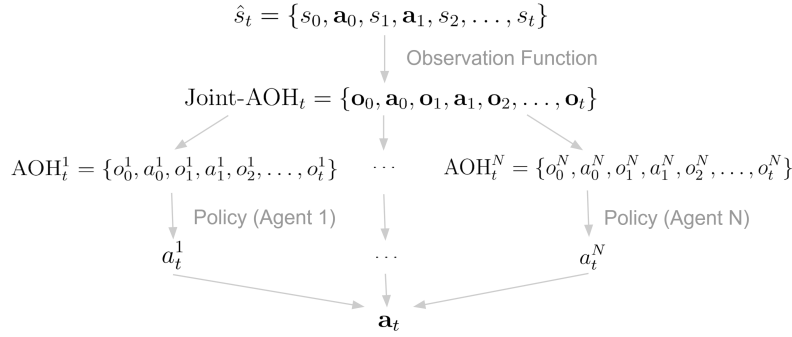 ŝ_t = {s_0, 𝐚_0, s_1, 𝐚_1, s_2, . . . , s_t}
Observation Function
Joint-AOH_t = {𝐨_0, 𝐚_0, 𝐨_1, 𝐚_1, 𝐨_2, . . . , 𝐨_t}
AOH^1_t = {o^1_0, a^1_0, o^1_1, a^1_1, o^1_2, . . . , o^1_t} · · · AOH^N_t = {o^N_0, a^N_0, o^N_1, a^N_1, o^N_2, . . . , o^N_t}
Policy (Agent 1) Policy (Agent N)
a^1_t · · · a^N_t
𝐚_t